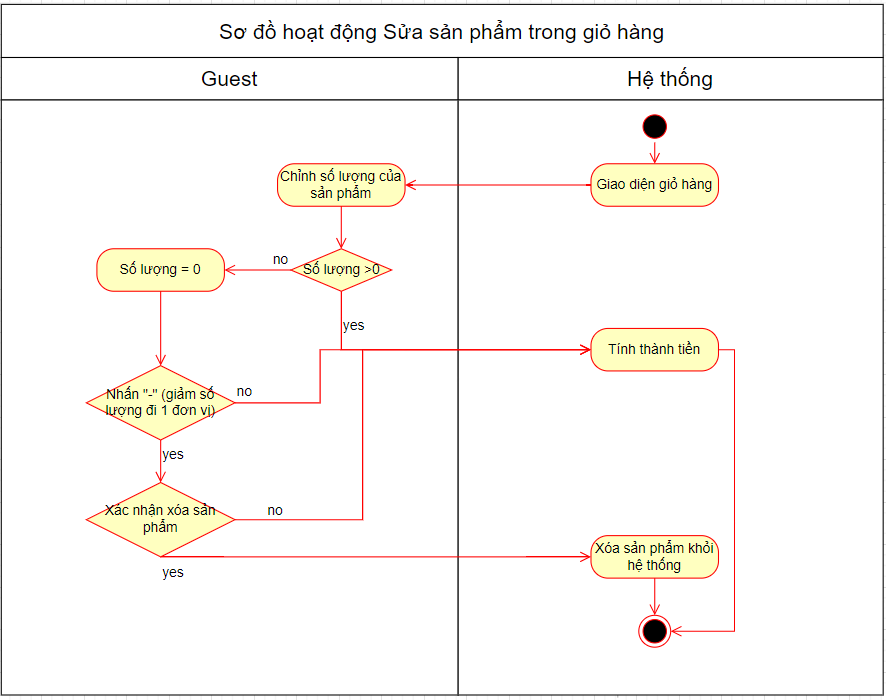 Sơ đồ hoạt động Sửa sản phẩm trong giỏ hàng
Guest
Hệ thống
Giao diện giỏ hàng
Chỉnh số lượng của
sản phẩm
Số lượng >0
no
Số lượng = 0
yes
Tính thành tiền
Nhấn "-" (giảm số
lượng đi 1 đơn vị)
no
yes
Xác nhận xóa sản
phẩm
no
yes
Xóa sản phẩm khỏi
hệ thống